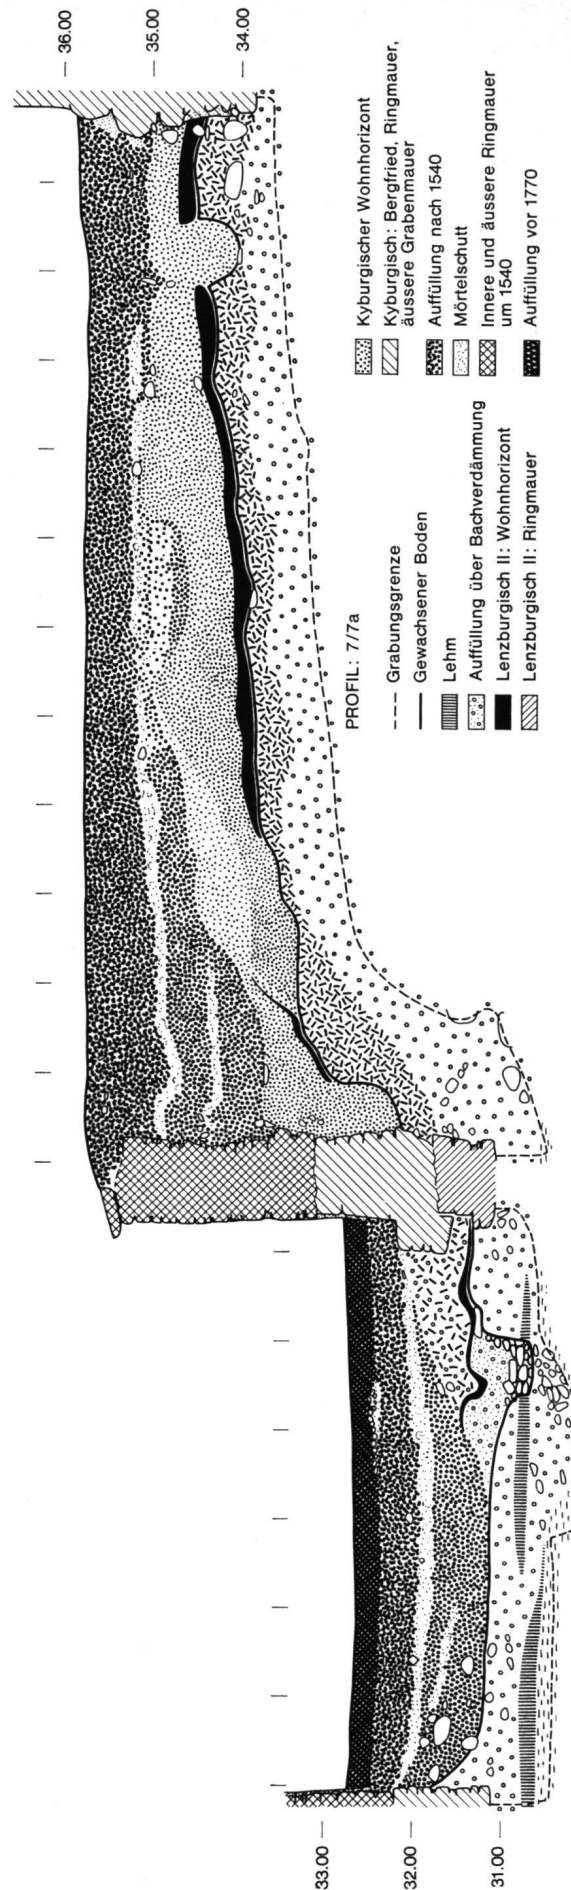 36.00
35.00
34.00
33.00
32.00
31.00
PROFIL: 7/7a
Grabungsgrenze
Gewachsener Boden
Lehm
Auffüllung über Bachverdämmung
Lenzburgisch II: Wohnhorizont
Lenzburgisch II: Ringmauer
Kyburgischer Wohnhorizont
Kyburgisch: Bergfried, Ringmauer,
äussere Grabenmauer
Auffüllung nach 1540
Mörtelschutt
Innere und äussere Ringmauer
um 1540
Auffüllung vor 1770